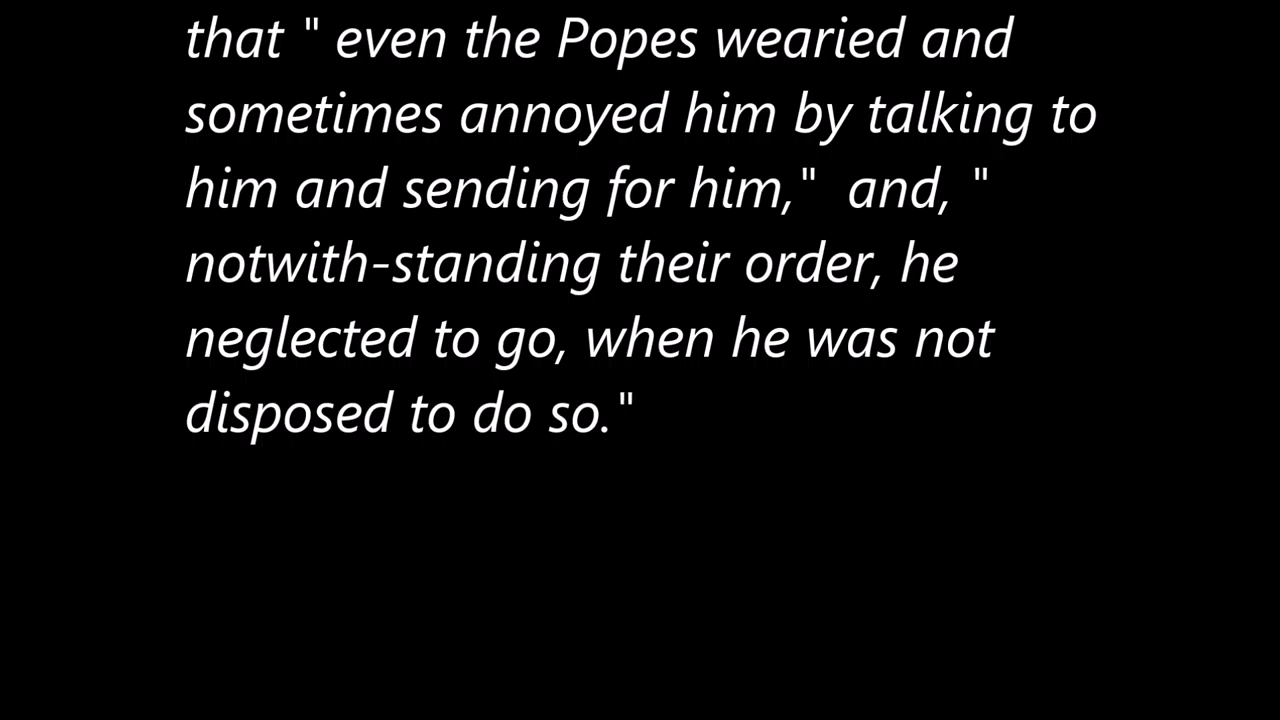 that " even the Popes wearied and
sometimes annoyed him by talking to
him and sending for him,"  and, "
notwith-standing their order, he
neglected to go, when he was not
disposed to do so."